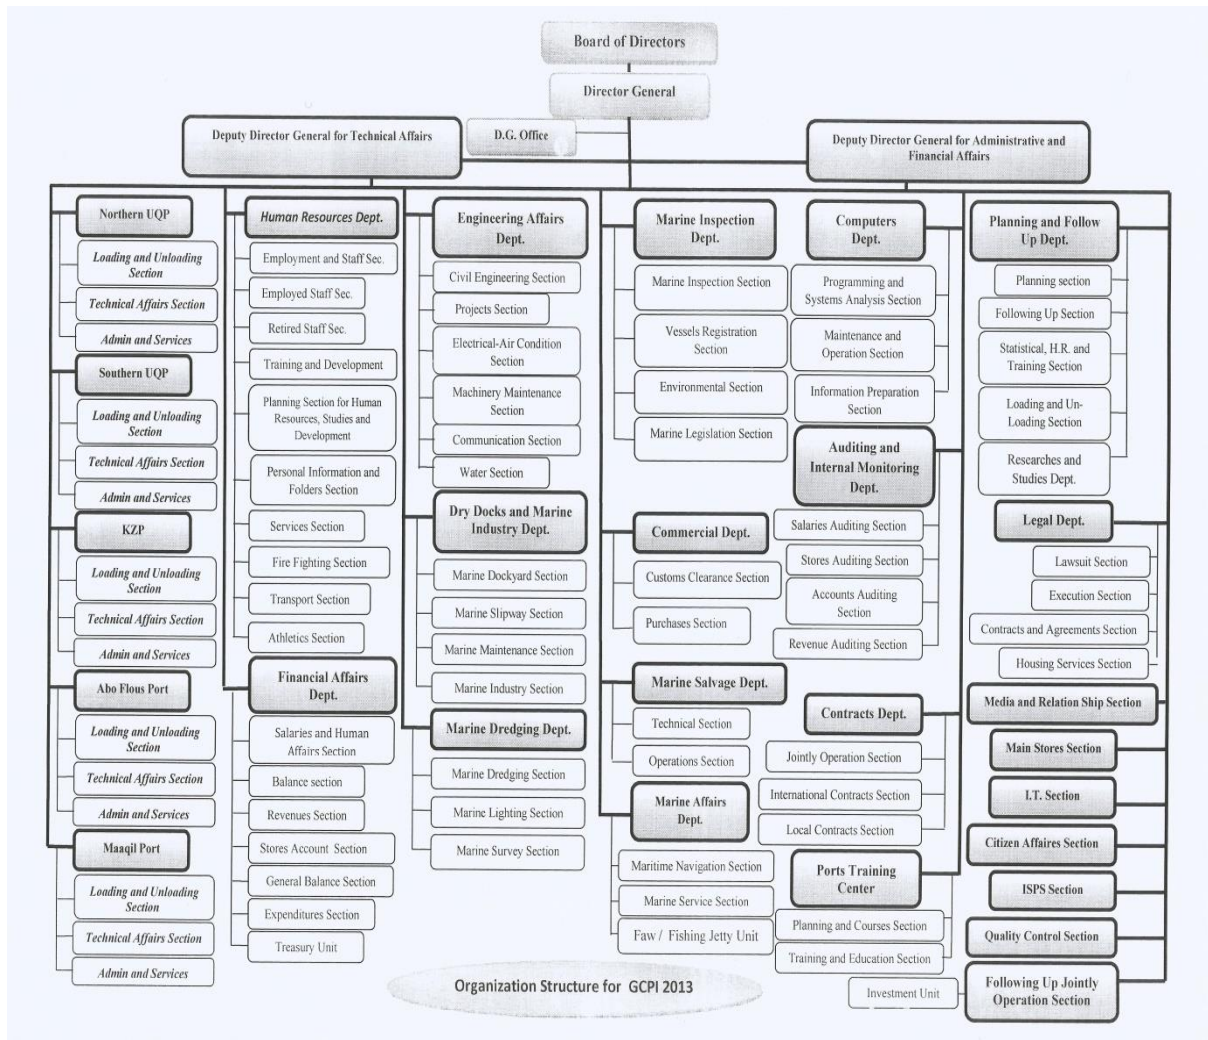 Board of Directors
Director General
D.G. Office
Deputy Director General for Technical Affairs
Deputy Director General for Administrative and
Financial Affairs
Northern UQP
Loading and Unloading
Section
Technical Affairs Section
Admin and Services
Southern UQP
Loading and Unloading
Section
Technical Affairs Section
Admin and Services
KZP
Loading and Unloading
Section
Technical Affairs Section
Admin and Services
Abo Flous Port
Loading and Unloading
Section
Technical Affairs Section
Admin and Services
Maaqil Port
Loading and Unloading
Section
Technical Affairs Section
Admin and Services
Human Resources Dept.
Employment and Staff Sec.
Employed Staff Sec.
Retired Staff Sec.
Training and Development
Planning Section for Human
Resources, Studies and
Development
Personal Information and
Folders Section
Services Section
Fire Fighting Section
Transport Section
Athletics Section
Financial Affairs
Dept.
Salaries and Human
Affairs Section
Balance section
Revenues Section
Stores Account Section
General Balance Section
Expenditures Section
Treasury Unit
Engineering Affairs
Dept.
Civil Engineering Section
Projects Section
Electrical-Air Condition
Section
Machinery Maintenance
Section
Communication Section
Water Section
Dry Docks and Marine
Industry Dept.
Marine Dockyard Section
Marine Slipway Section
Marine Maintenance Section
Marine Industry Section
Marine Dredging Dept.
Marine Dredging Section
Marine Lighting Section
Marine Survey Section
Marine Inspection
Dept.
Marine Inspection Section
Vessels Registration
Section
Environmental Section
Marine Legislation Section
Commercial Dept.
Customs Clearance Section
Purchases Section
Marine Salvage Dept.
Technical Section
Operations Section
Marine Affairs
Dept.
Maritime Navigation Section
Marine Service Section
Faw / Fishing Jetty Unit
Computers
Dept.
Programming and
Systems Analysis Section
Maintenance and
Operation Section
Information Preparation
Section
Auditing and
Internal Monitoring
Dept.
Salaries Auditing Section
Stores Auditing Section
Accounts Auditing
Section
Revenue Auditing Section
Contracts Dept.
Jointly Operation Section
International Contracts Section
Local Contracts Section
Ports Training
Center
Planning and Courses Section
Training and Education Section
Planning and Follow
Up Dept.
Planning section
Following Up Section
Statistical, H.R. and
Training Section
Loading and Un-
Loading Section
Researches and
Studies Dept.
Legal Dept.
Lawsuit Section
Execution Section
Contracts and Agreements Section
Housing Services Section
Media and Relation Ship Section
Main Stores Section
I.T. Section
Citizen Affaires Section
ISPS Section
Quality Control Section
Following Up Jointly
Operation Section
Investment Unit
Organization Structure for GCPI 2013